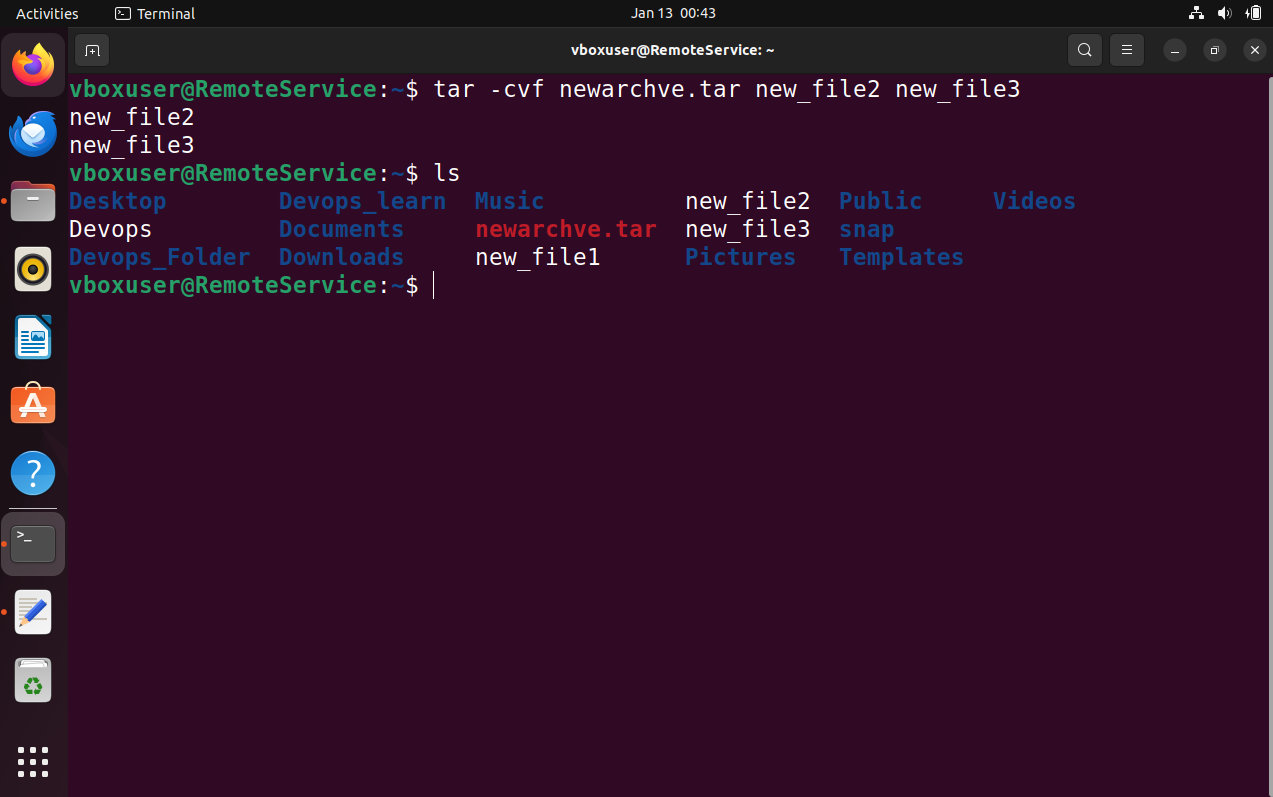 Activities Terminal Jan 13 00:43
vboxuser@RemoteService: ~
vboxuser@RemoteService:~$ tar -cvf newarchve.tar new_file2 new_file3
new_file2
new_file3
vboxuser@RemoteService:~$ ls
Desktop Devops_learn Music new_file2 Public Videos
Devops Documents newarchve.tar new_file3 snap
Devops_Folder Downloads new_file1 Pictures Templates
vboxuser@RemoteService:~$